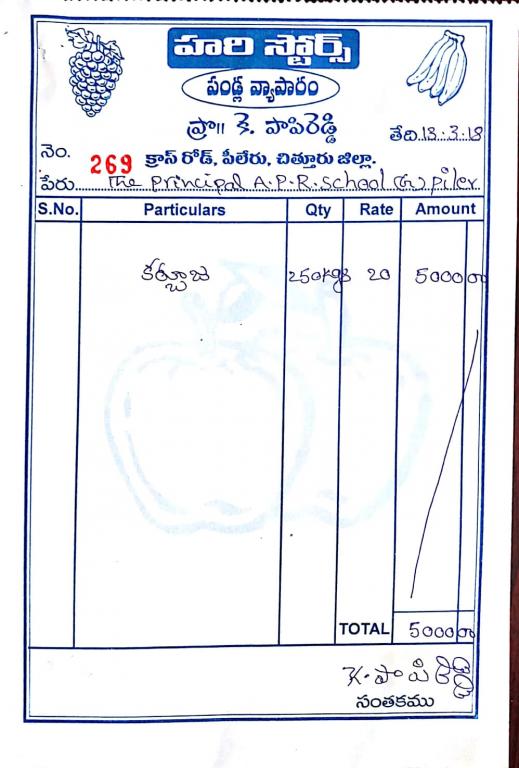 హరి స్టోర్స్
పండ్ల వ్యాపారం
ప్రొ॥ కె. పాపిరెడ్డి
తేది 13.3.18
నెం. 269 క్రాస్ రోడ్, పీలేరు, చిత్తూరు జిల్లా.
పేరు The Principal A.P.R. School (G) Piler
S.No. Particulars Qty Rate Amount
కర్బూజ 250kgs 20 5000 00
TOTAL 5000 00
K. పాపిరెడ్డి
సంతకము